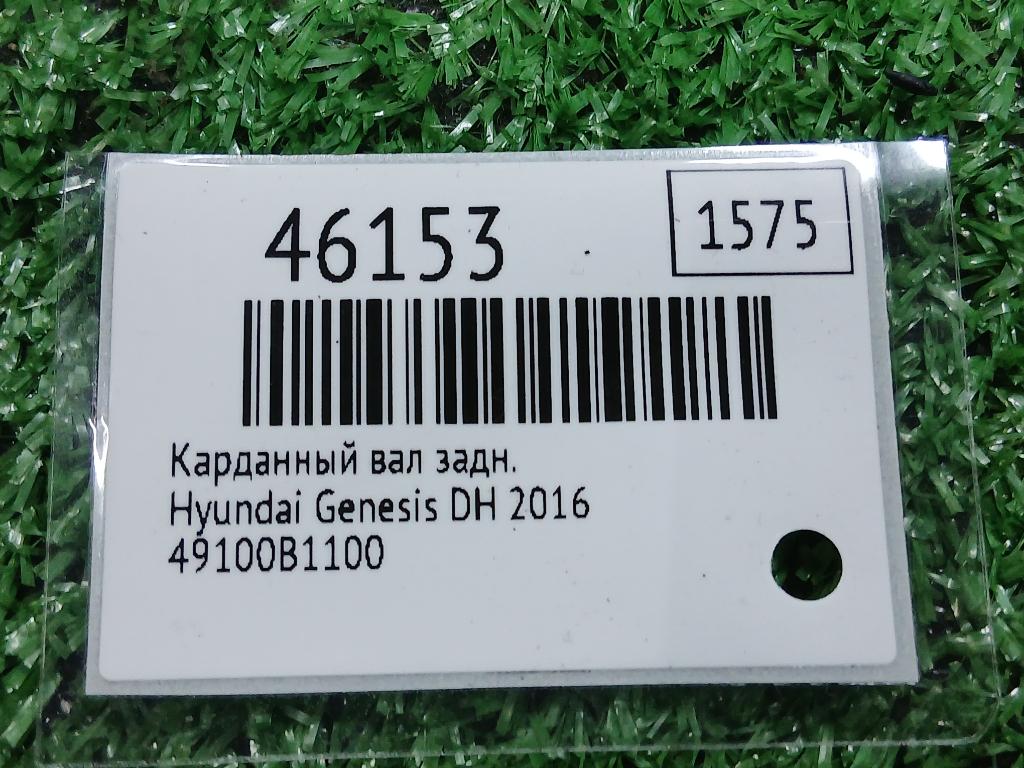 46153
1575
Карданный вал задн.
Hyundai Genesis DH 2016
49100B1100